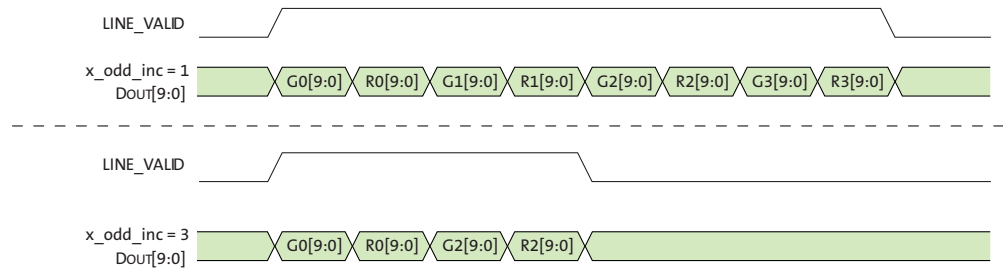 LINE_VALID
x_odd_inc = 1
DOUT[9:0]
G0[9:0] R0[9:0] G1[9:0] R1[9:0] G2[9:0] R2[9:0] G3[9:0] R3[9:0]
LINE_VALID
x_odd_inc = 3
DOUT[9:0]
G0[9:0] R0[9:0] G2[9:0] R2[9:0]